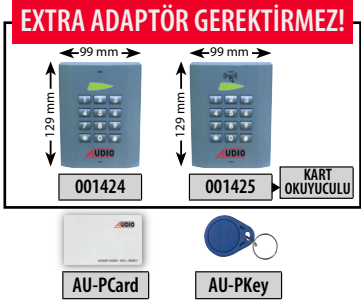 EXTRA ADAPTÖR GEREKTİRMEZ!
99 mm 99 mm
129 mm 129 mm
AUDIO AUDIO
001424 001425 KART OKUYUCULU
AUDIO
AU-PCard AU-PKey